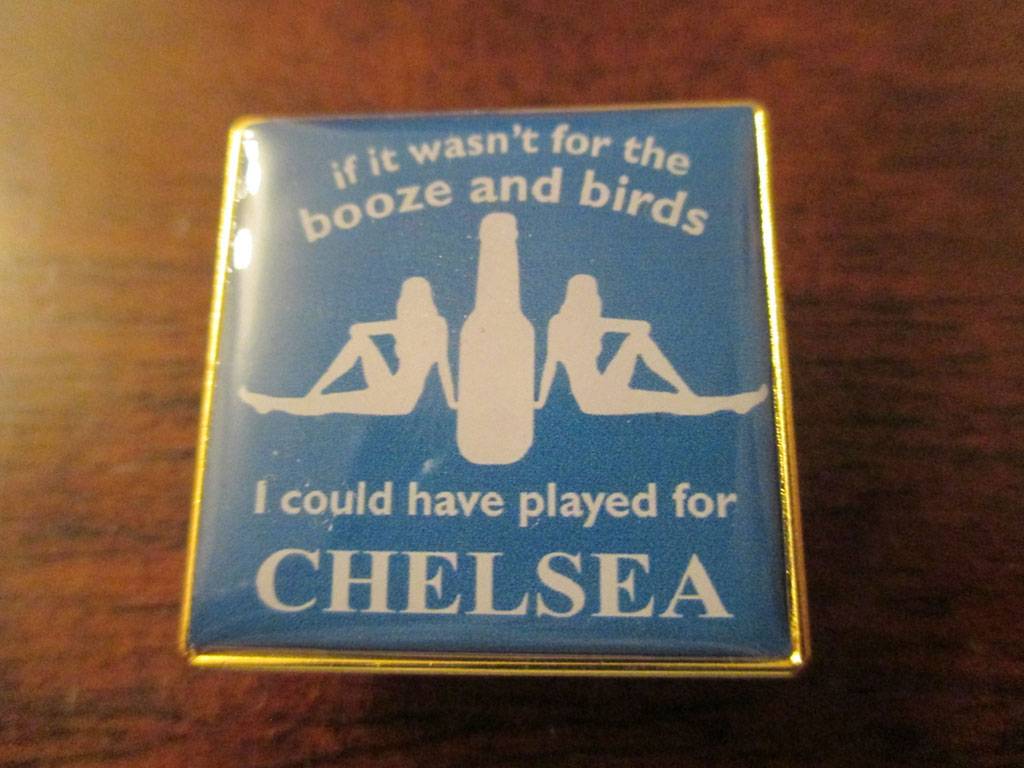 if it wasn't for the
booze and birds
I could have played for
CHELSEA